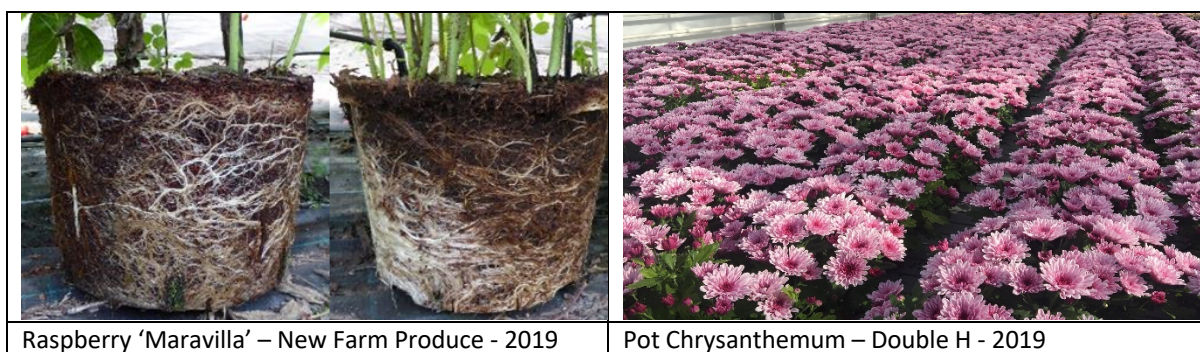 Raspberry ‘Maravilla’ – New Farm Produce - 2019
Pot Chrysanthemum – Double H - 2019